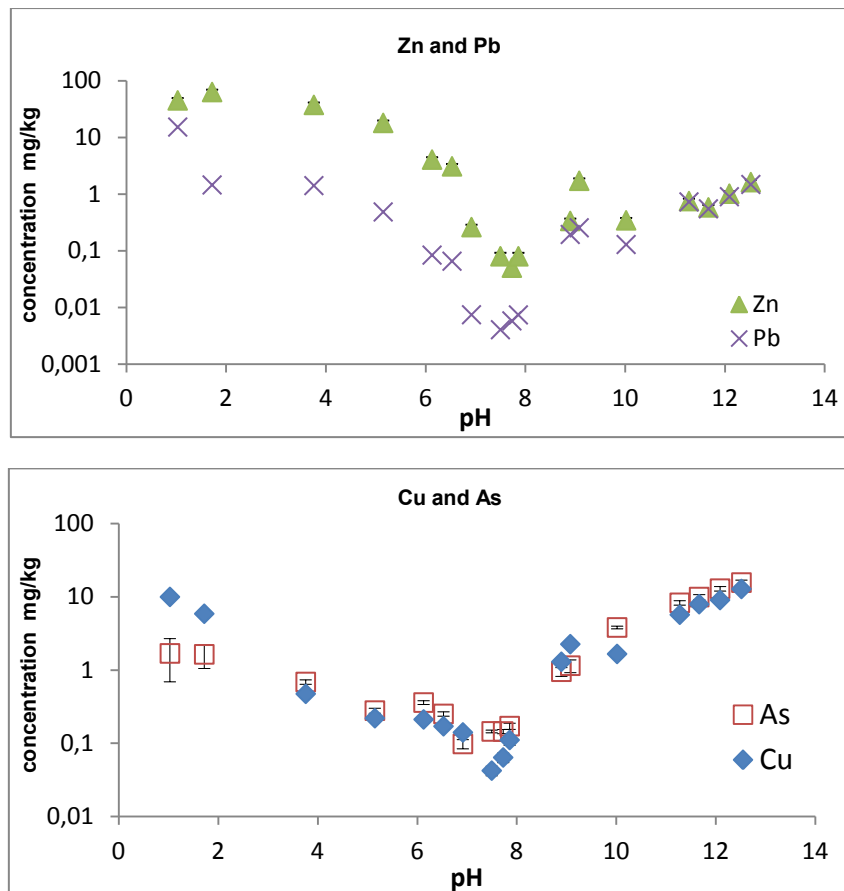 Zn and Pb
concentration mg/kg
100
10
1
0,1
0,01
0,001
0 2 4 6 8 10 12 14
pH
Zn
Pb
Cu and As
concentration mg/kg
100
10
1
0,1
0,01
0 2 4 6 8 10 12 14
pH
As
Cu